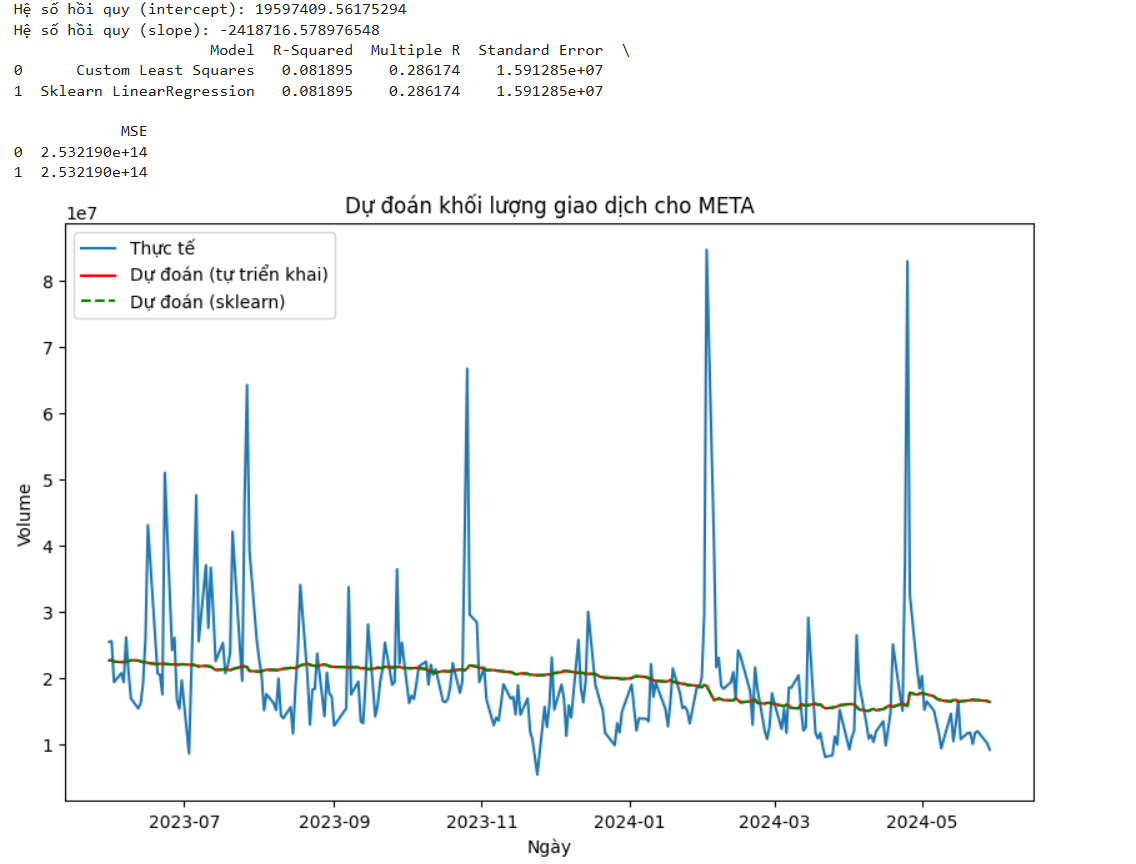 Hệ số hồi quy (intercept): 19597409.56175294
Hệ số hồi quy (slope): -2418716.578976548
Model R-Squared Multiple R Standard Error \
0 Custom Least Squares 0.081895 0.286174 1.591285e+07
1 Sklearn LinearRegression 0.081895 0.286174 1.591285e+07
MSE
0 2.532190e+14
1 2.532190e+14
Dự đoán khối lượng giao dịch cho META
1e7
Thực tế
Dự đoán (tự triển khai)
Dự đoán (sklearn)
8
7
6
5
4
3
2
1
Volume
2023-07 2023-09 2023-11 2024-01 2024-03 2024-05
Ngày